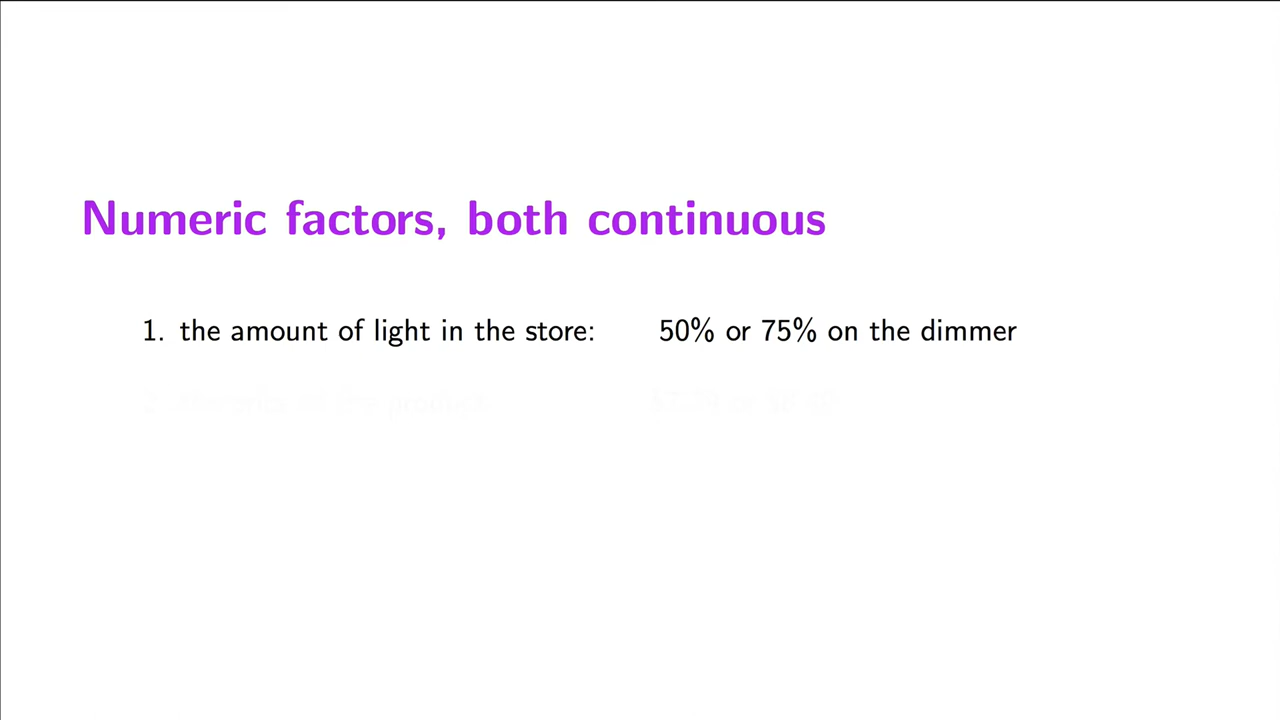 Numeric factors, both continuous
1. the amount of light in the store: 50% or 75% on the dimmer